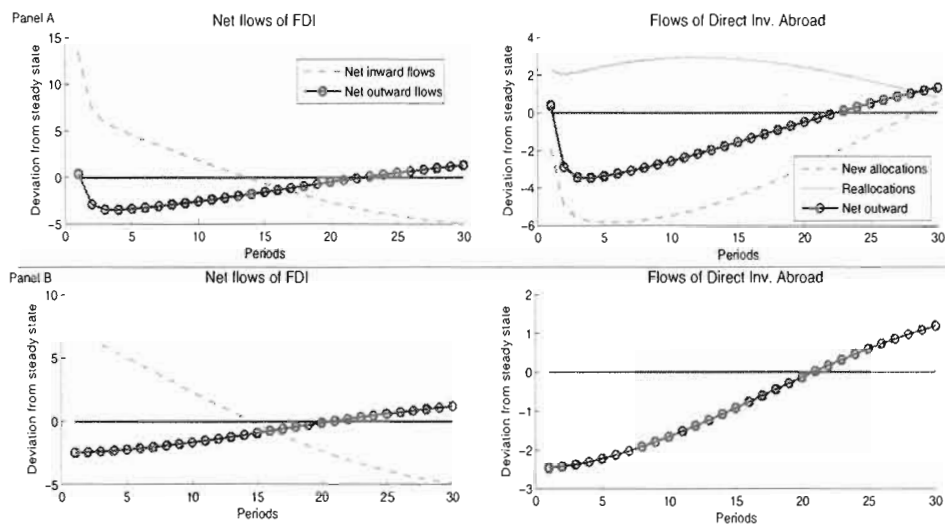 Panel A
Net flows of FDI
15
10
5
0
-5
0 5 10 15 20 25 30
Deviation from steady state
Periods
Net inward flows
Net outward flows
Flows of Direct Inv. Abroad
4
2
0
-2
-4
-6
0 5 10 15 20 25 30
Deviation from steady state
Periods
New allocations
Reallocations
Net outward
Panel B
Net flows of FDI
10
5
0
-5
0 5 10 15 20 25 30
Deviation from steady state
Periods
Flows of Direct Inv. Abroad
2
1
0
-1
-2
-3
0 5 10 15 20 25 30
Deviation from steady state
Periods